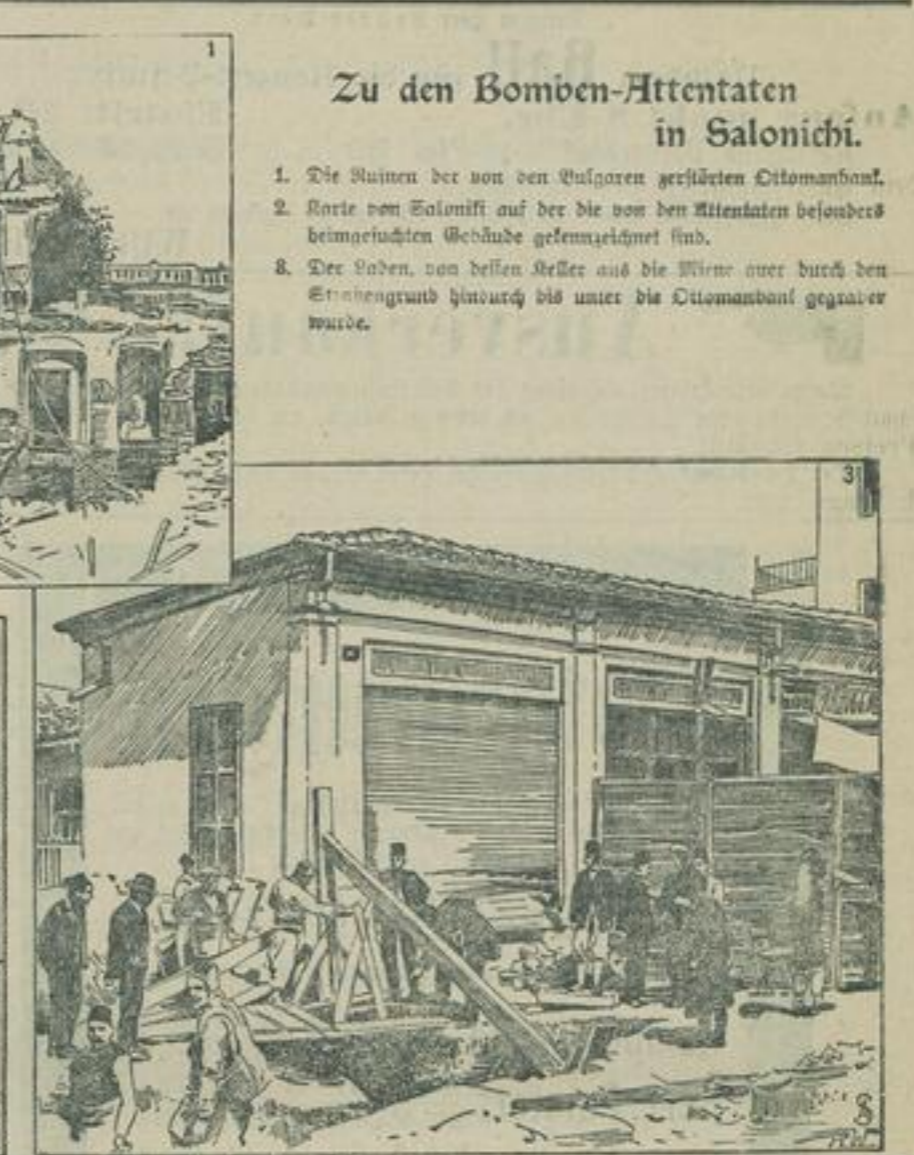 1
Zu den Bomben-Attentaten
in Salonichi.
1. Die Ruinen der von den Bulgaren zerstörten Ottomanbank.
2. Karte von Saloniki auf der die von den Attentaten besonders
heimgesuchten Gebäude gekennzeichnet sind.
3. Der Laden, von dessen Keller aus die Mine quer durch den
Straßengrund hindurch bis unter die Ottomanbank gegraben
wurde.
3